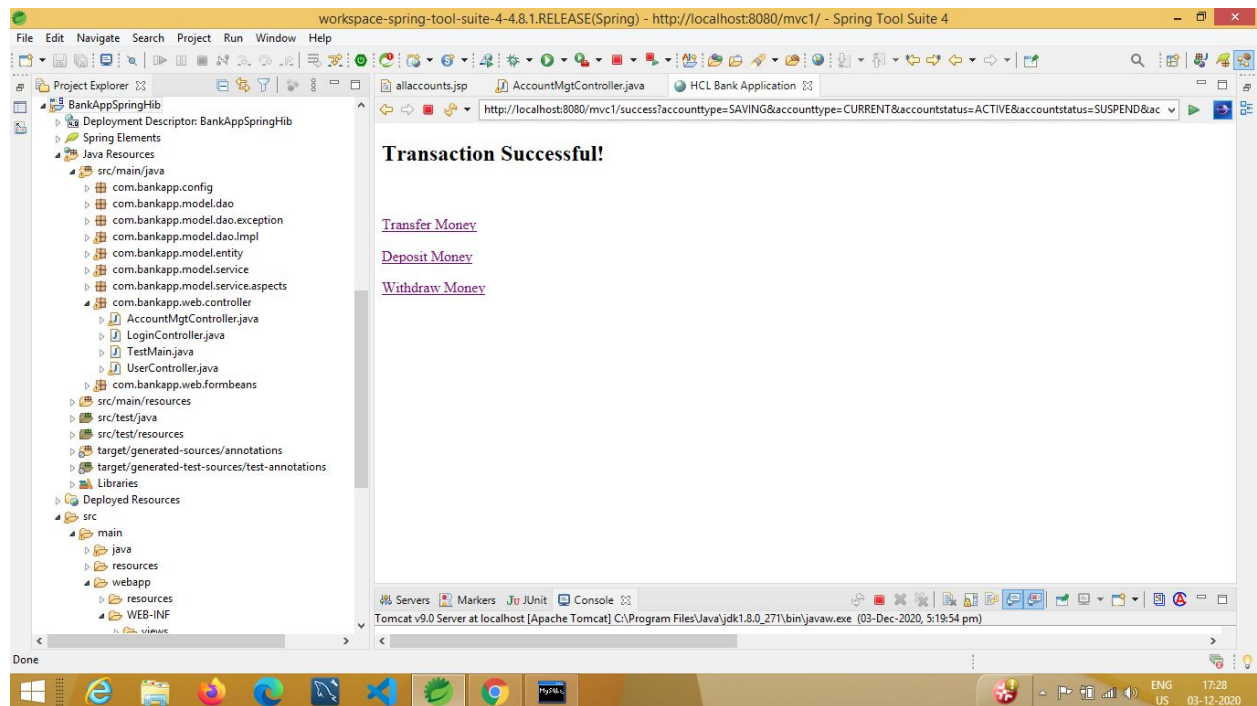 workspace-spring-tool-suite-4-4.8.1.RELEASE(Spring) - http://localhost:8080/mvc1/ - Spring Tool Suite 4
File Edit Navigate Search Project Run Window Help
Project Explorer
allaccounts.jsp AccountMgtController.java HCL Bank Application
http://localhost:8080/mvc1/success?accounttype=SAVING&accounttype=CURRENT&accountstatus=ACTIVE&accountstatus=SUSPEND&ac
BankAppSpringHib
Deployment Descriptor: BankAppSpringHib
Spring Elements
Java Resources
src/main/java
com.bankapp.config
com.bankapp.model.dao
com.bankapp.model.dao.exception
com.bankapp.model.dao.Impl
com.bankapp.model.entity
com.bankapp.model.service
com.bankapp.model.service.aspects
com.bankapp.web.controller
AccountMgtController.java
LoginController.java
TestMain.java
UserController.java
com.bankapp.web.formbeans
src/main/resources
src/test/java
src/test/resources
target/generated-sources/annotations
target/generated-test-sources/test-annotations
Libraries
Deployed Resources
src
main
java
resources
webapp
resources
WEB-INF
views
Transaction Successful!
Transfer Money
Deposit Money
Withdraw Money
Servers Markers JUnit Console
Tomcat v9.0 Server at localhost [Apache Tomcat] C:\Program Files\Java\jdk1.8.0_271\bin\javaw.exe (03-Dec-2020, 5:19:54 pm)
Done
ENG 17:28
US 03-12-2020